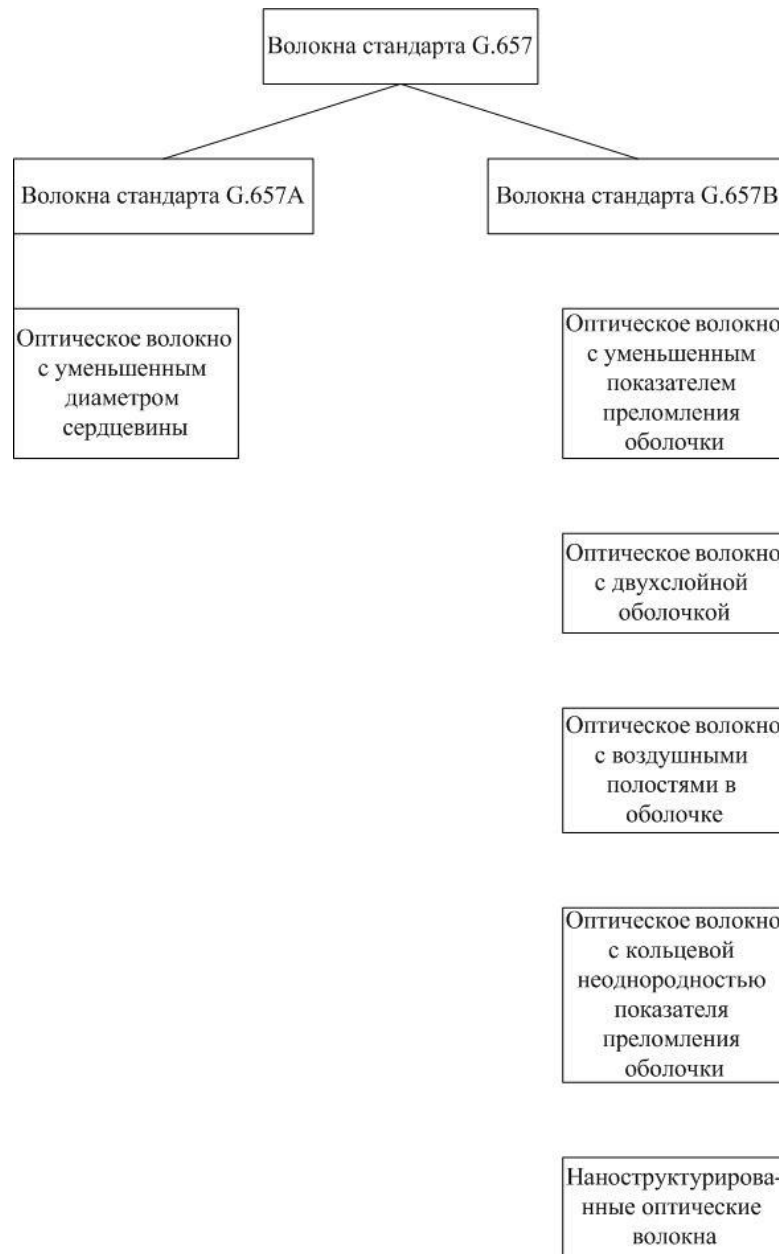 Волокна стандарта G.657
Волокна стандарта G.657A
Волокна стандарта G.657B
Оптическое волокно
с уменьшенным
диаметром
сердцевины
Оптическое волокно
с уменьшенным
показателем
преломления
оболочки
Оптическое волокно
с двухслойной
оболочкой
Оптическое волокно
с воздушными
полостями в
оболочке
Оптическое волокно
с кольцевой
неоднородностью
показателя
преломления
оболочки
Наноструктурирова-
нные оптические
волокна